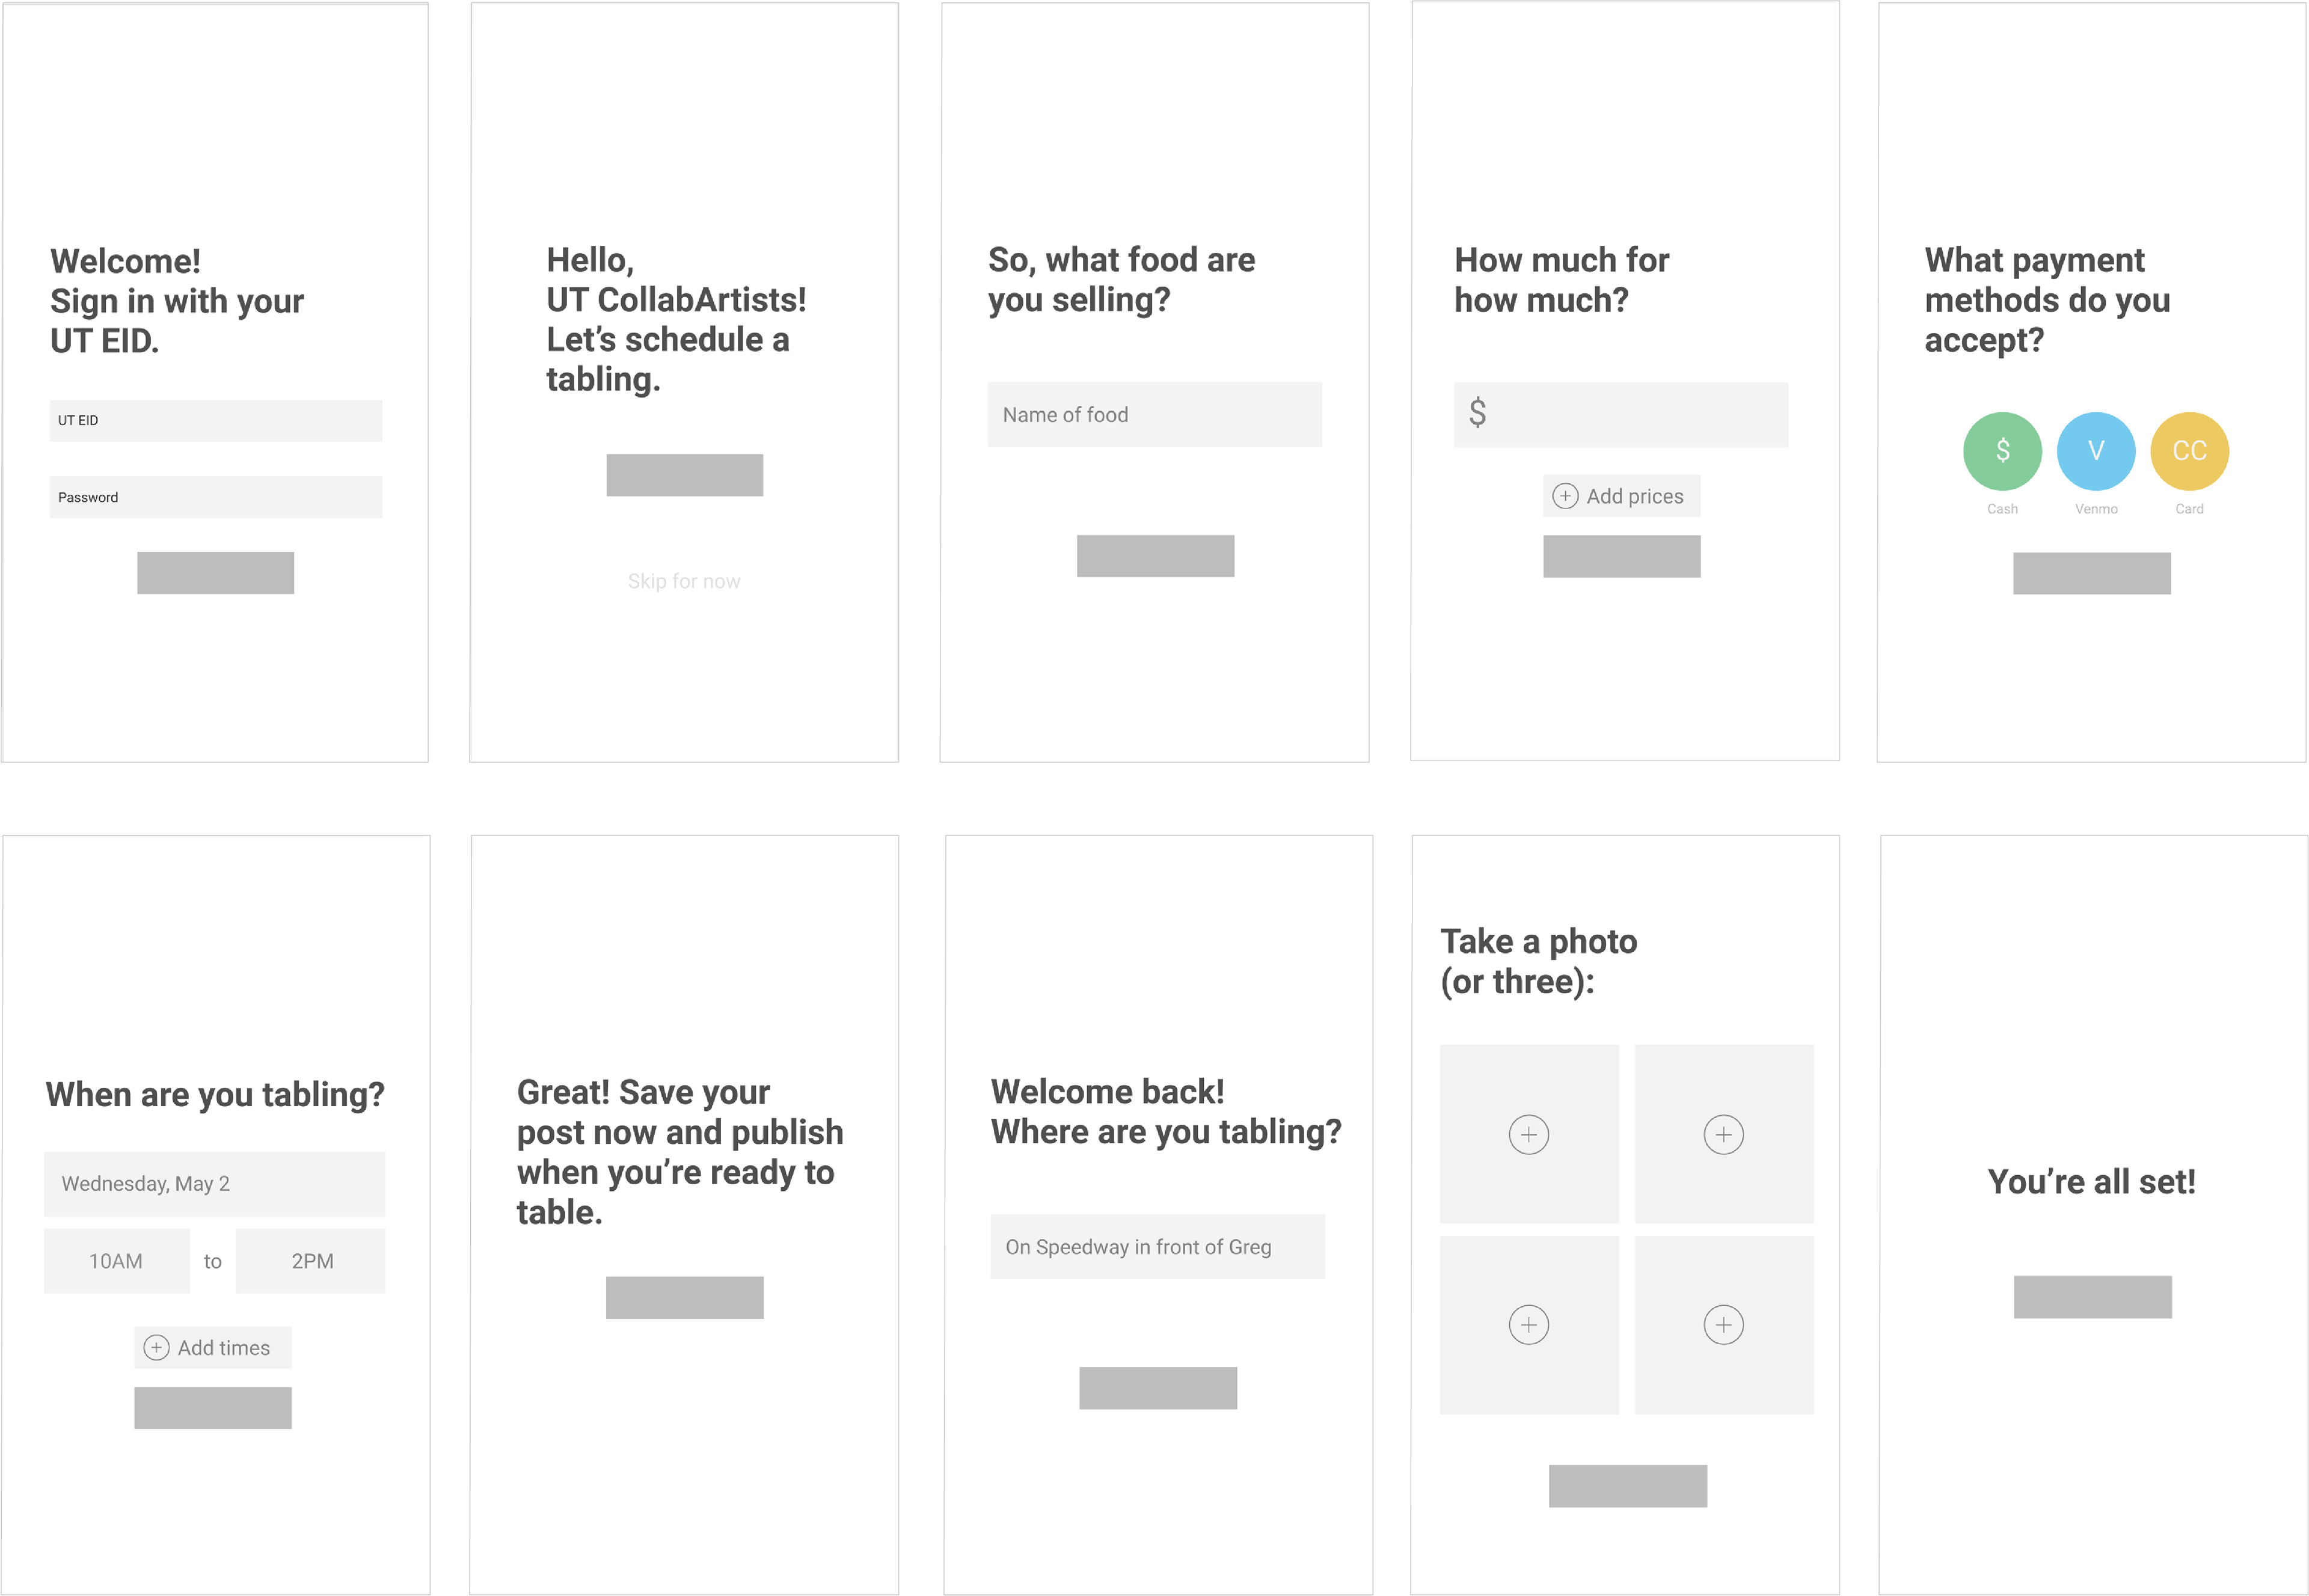 Welcome!
Sign in with your
UT EID.
UT EID
Password
Hello,
UT CollabArtists!
Let's schedule a
tabling.
Skip for now
So, what food are
you selling?
Name of food
How much for
how much?
$
Add prices
What payment
methods do you
accept?
$ V CC
Cash Venmo Card
When are you tabling?
Wednesday, May 2
10AM to 2PM
Add times
Great! Save your
post now and publish
when you’re ready to
table.
Welcome back!
Where are you tabling?
On Speedway in front of Greg
Take a photo
(or three):
You’re all set!